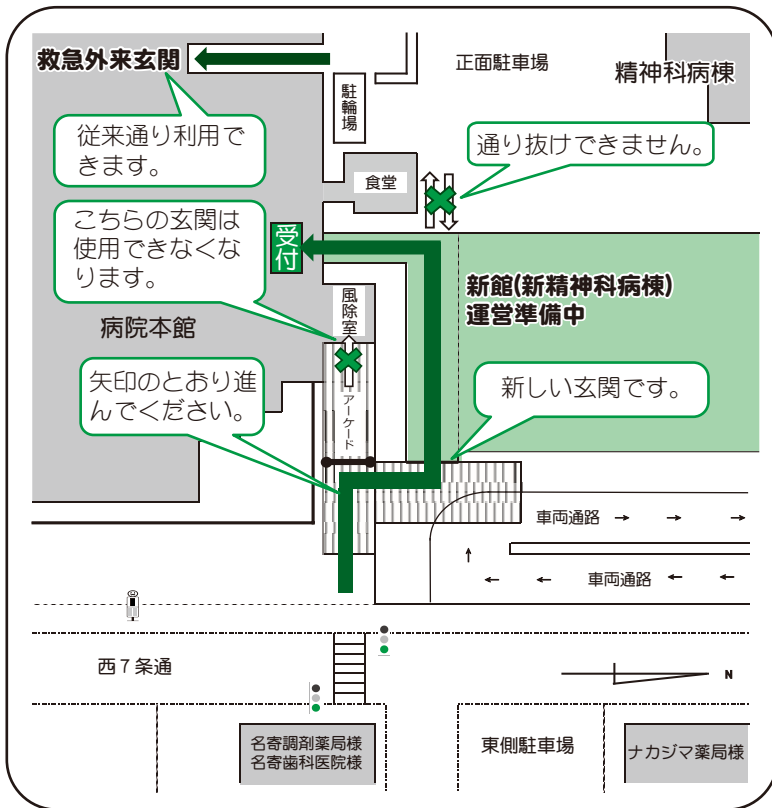 救急外来玄関
正面駐車場
精神科病棟
駐輪場
従来通り利用で
きます。
通り抜けできません。
食堂
こちらの玄関は
使用できなくな
ります。
受付
新館(新精神科病棟)
運営準備中
風除室
病院本館
矢印のとおり進
んでください。
新しい玄関です。
アーケード
車両通路
車両通路
西7条通
N
名寄調剤薬局様
名寄歯科医院様
東側駐車場
ナカジマ薬局様